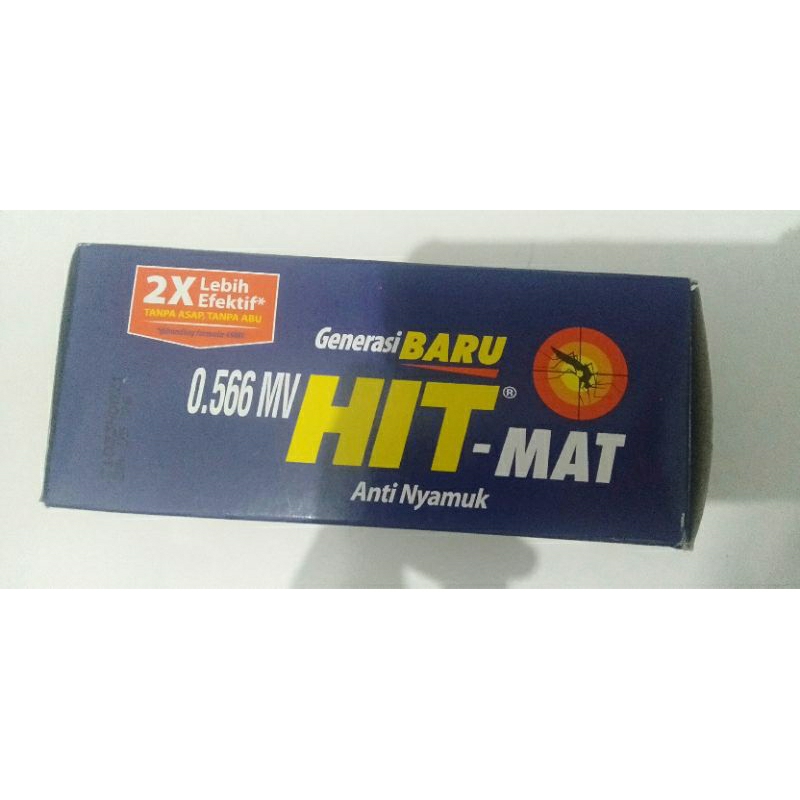 2X Lebih
Efektif*
TANPA ASAP, TANPA ABU
Generasi BARU
0.566 MV HIT®-MAT
Anti Nyamuk